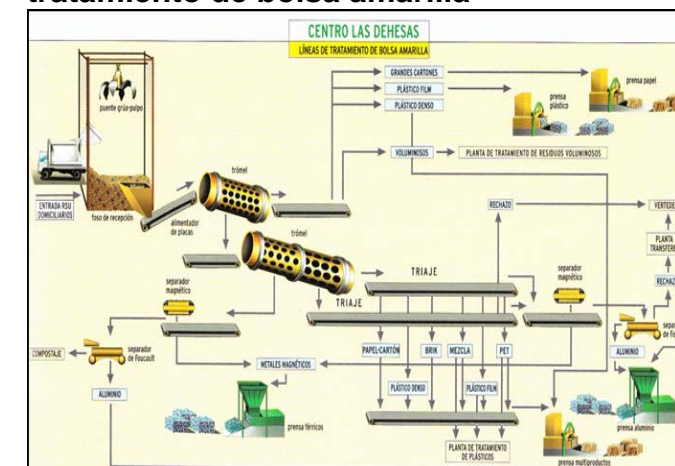 tratamiento de bolsa amarilla
CENTRO LAS DEHESAS
LÍNEAS DE TRATAMIENTO DE BOLSA AMARILLA
GRANDES CARTONES
prensa papel
puente grúa-pulpo
PLÁSTICO FILM
prensa
plástico
PLÁSTICO DENSO
VOLUMINOSOS
PLANTA DE TRATAMIENTO DE RESIDUOS VOLUMINOSOS
trómel
ENTRADA RSU
DOMICILIARIOS
foso de recepción
alimentador
de placas
RECHAZO
VERTEDE
trómel
PLANTA
TRANSFERE
TRIAJE
separador
magnético
separador
magnético
RECHAZ
TRIAJE
COMPOSTAJE
separador
de Foucault
PAPEL-CARTÓN
BRIK
MEZCLA
PET
ALUMINIO
separ
de Fo
METALES MAGNÉTICOS
ALUMINIO
PLÁSTICO DENSO
PLÁSTICO FILM
prensa férricos
prensa aluminio
PLANTA DE TRATAMIENTO
DE PLÁSTICOS
prensa multiproductos